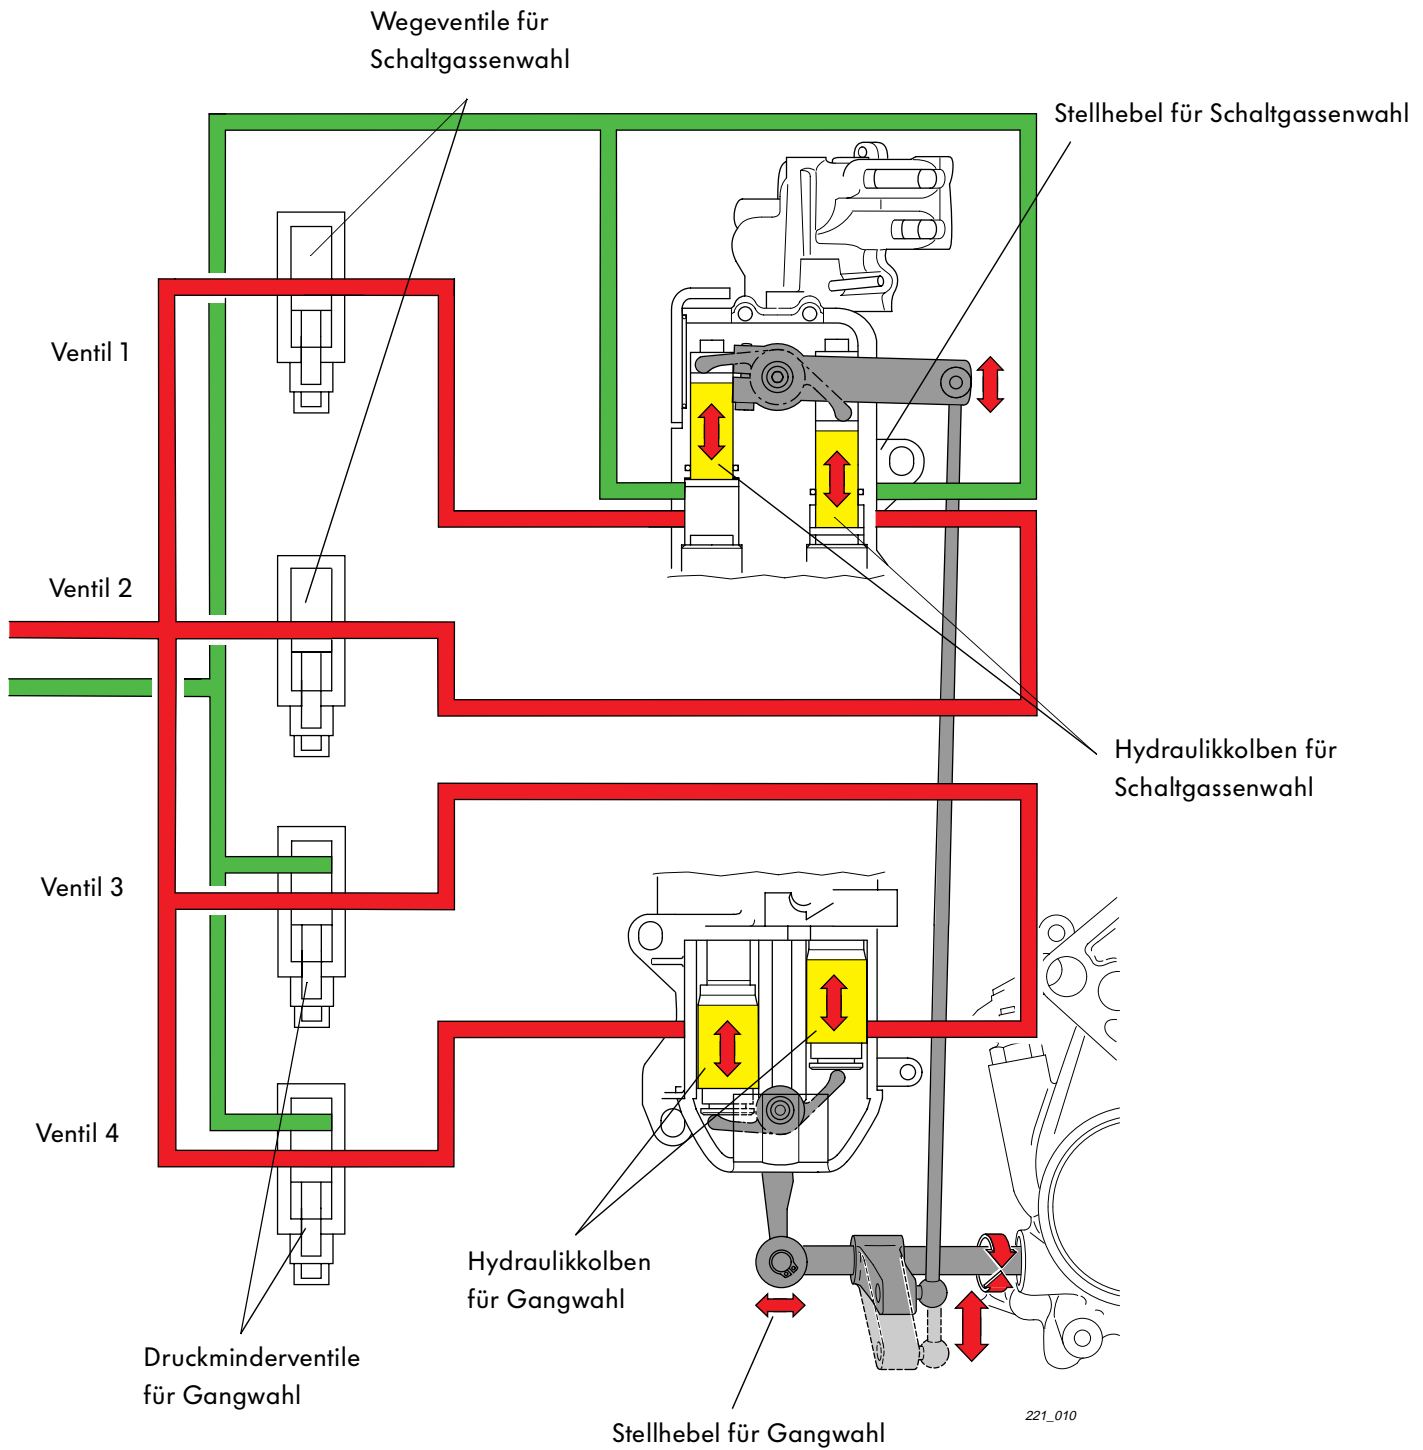 Wegeventile für
Schaltgassenwahl
Stellhebel für Schaltgassenwahl
Ventil 1
Ventil 2
Hydraulikkolben für
Schaltgassenwahl
Ventil 3
Ventil 4
Hydraulikkolben
für Gangwahl
Druckminderventile
für Gangwahl
221_010
Stellhebel für Gangwahl